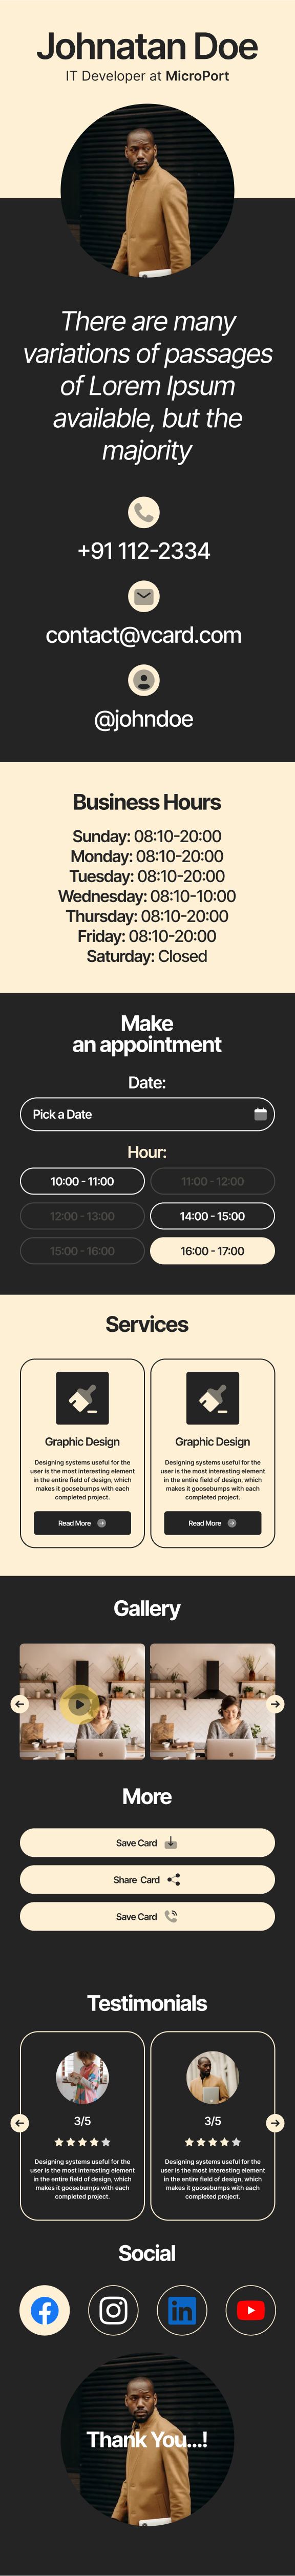 Johnatan Doe
IT Developer at MicroPort
There are many
variations of passages
of Lorem Ipsum
available, but the
majority
+91 112-2334
contact@vcard.com
@johndoe
Business Hours
Sunday: 08:10-20:00
Monday: 08:10-20:00
Tuesday: 08:10-20:00
Wednesday: 08:10-10:00
Thursday: 08:10-20:00
Friday: 08:10-20:00
Saturday: Closed
Make
an appointment
Date:
Pick a Date
Hour:
10:00 - 11:00
11:00 - 12:00
12:00 - 13:00
14:00 - 15:00
15:00 - 16:00
16:00 - 17:00
Services
Graphic Design
Designing systems useful for the
user is the most interesting element
in the entire field of design, which
makes it goosebumps with each
completed project.
Read More
Graphic Design
Designing systems useful for the
user is the most interesting element
in the entire field of design, which
makes it goosebumps with each
completed project.
Read More
Gallery
More
Save Card
Share Card
Save Card
Testimonials
3/5
Designing systems useful for the
user is the most interesting element
in the entire field of design, which
makes it goosebumps with each
completed project.
3/5
Designing systems useful for the
user is the most interesting element
in the entire field of design, which
makes it goosebumps with each
completed project.
Social
in
Thank You...!